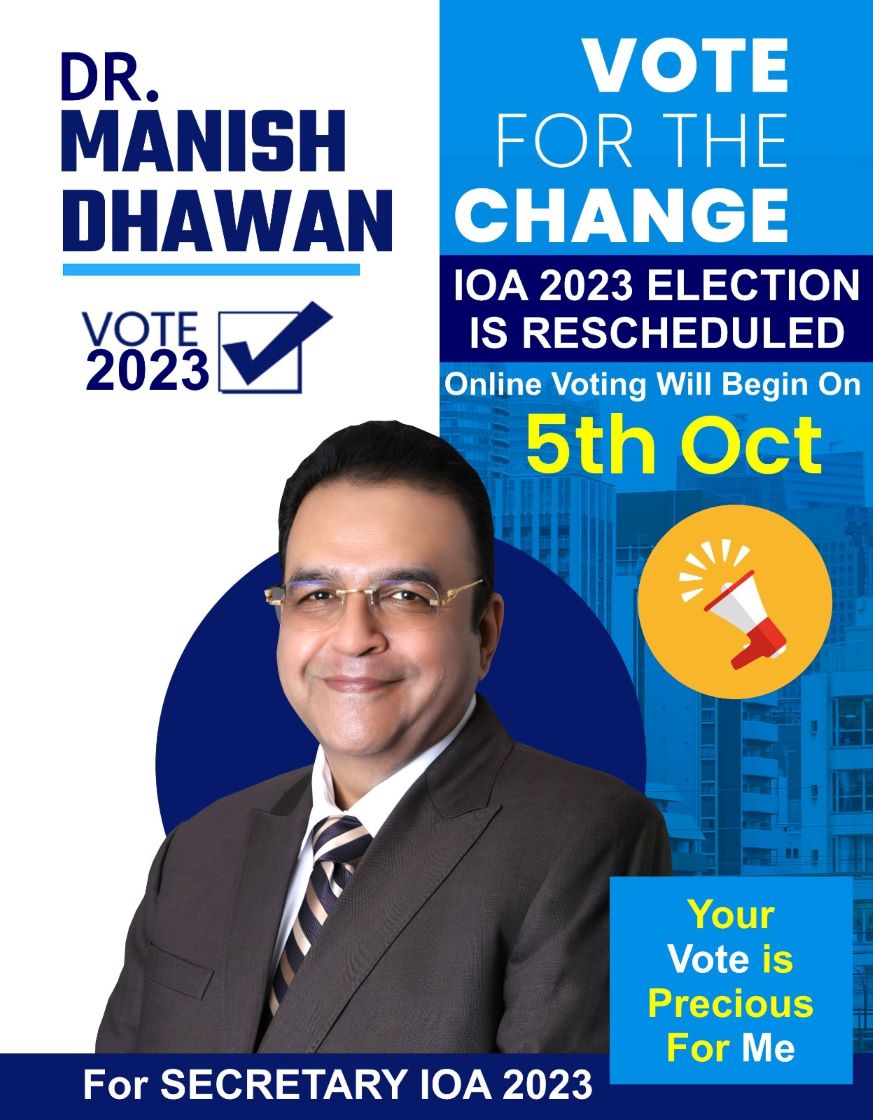 DR.
MANISH
DHAWAN
VOTE
2023
VOTE
FOR THE
CHANGE
IOA 2023 ELECTION
IS RESCHEDULED
Online Voting Will Begin On
5th Oct
Your
Vote is
Precious
For Me
For SECRETARY IOA 2023